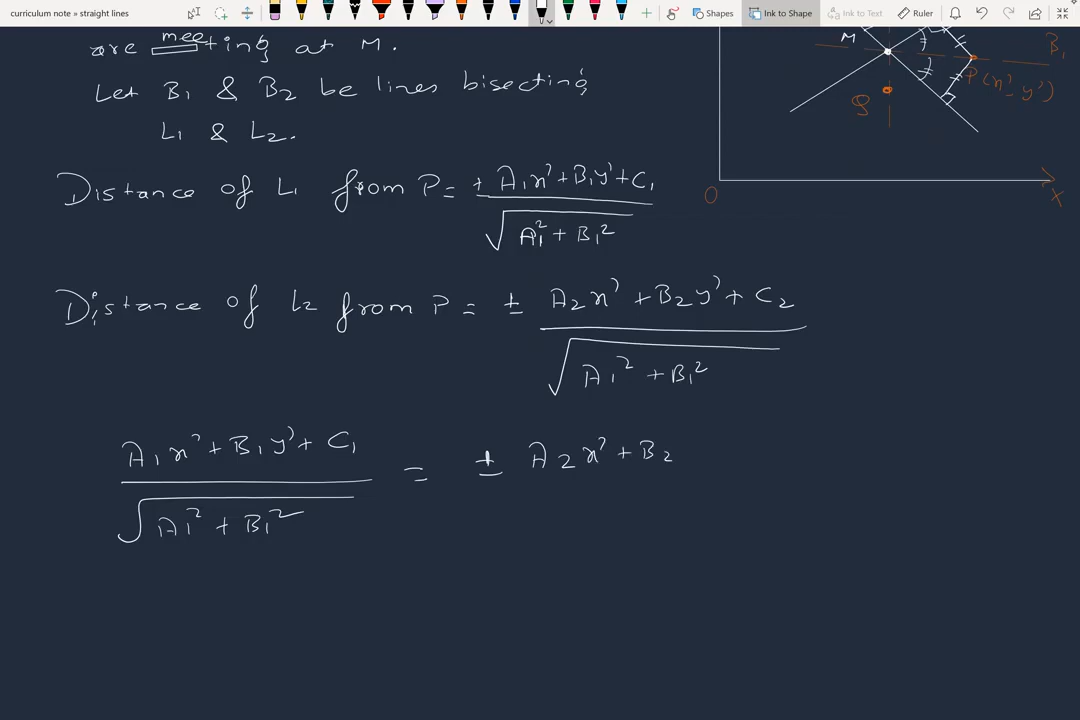 curriculum note » straight lines
Shapes
Ink to Shape
Ink to Text
Ruler
are meeting at M.
Let B₁ & B₂ be lines bisecting
L₁ & L₂.
M
B₁
P(x', y')
Q
O
X
Distance of L₁ from P = ± A₁x' + B₁y' + C₁
√A₁² + B₁²
Distance of L₂ from P = ± A₂x' + B₂y' + C₂
√A₁² + B₁²
A₁x' + B₁y' + C₁ = ± A₂x' + B₂
√A₁² + B₁²